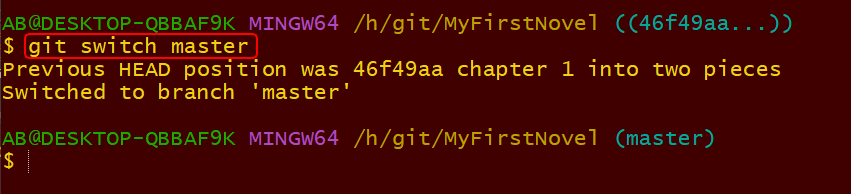 AB@DESKTOP-QBBAF9K MINGW64 /h/git/MyFirstNovel ((46f49aa...))
$ git switch master
Previous HEAD position was 46f49aa chapter 1 into two pieces
Switched to branch 'master'
AB@DESKTOP-QBBAF9K MINGW64 /h/git/MyFirstNovel (master)
$